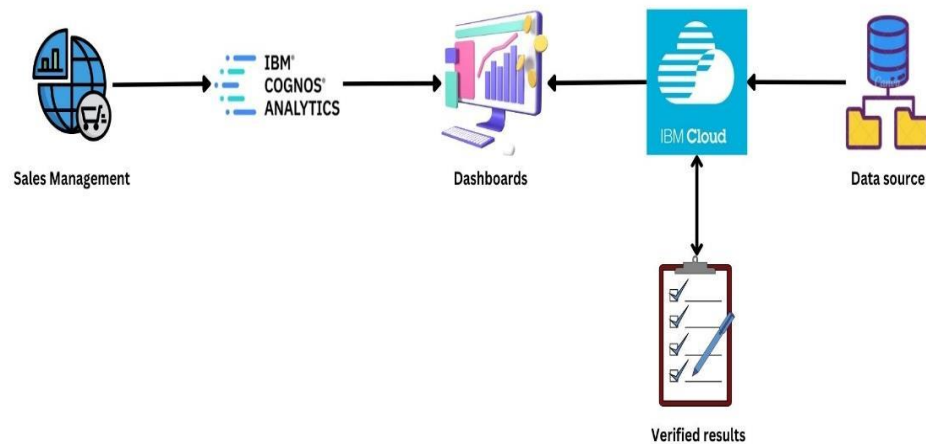 IBM®
COGNOS®
ANALYTICS
IBM Cloud
Sales Management
Dashboards
Data source
Verified results